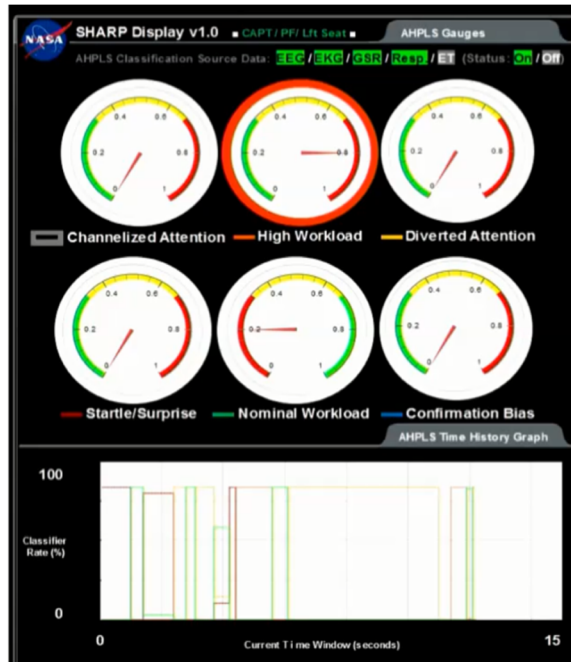 NASA
SHARP Display v1.0 ■ CAPT / PF/ Lft Seat ■ AHPLS Gauges
AHPLS Classification Source Data: EEG / EKG / GSR / Resp. / ET (Status: On / Off)
0.4 0.6 0.4 0.6 0.4 0.6
0.2 0.8 0.2 0.8 0.2 0.8
0 1 0 1 0 1
Channelized Attention High Workload Diverted Attention
0.4 0.6 0.4 0.6 0.4 0.6
0.2 0.8 0.2 0.8 0.2 0.8
0 1 0 1 0 1
Startle/Surprise Nominal Workload Confirmation Bias
AHPLS Time History Graph
100
Classifier
Rate (%)
0
0 15
Current Time Window (seconds)